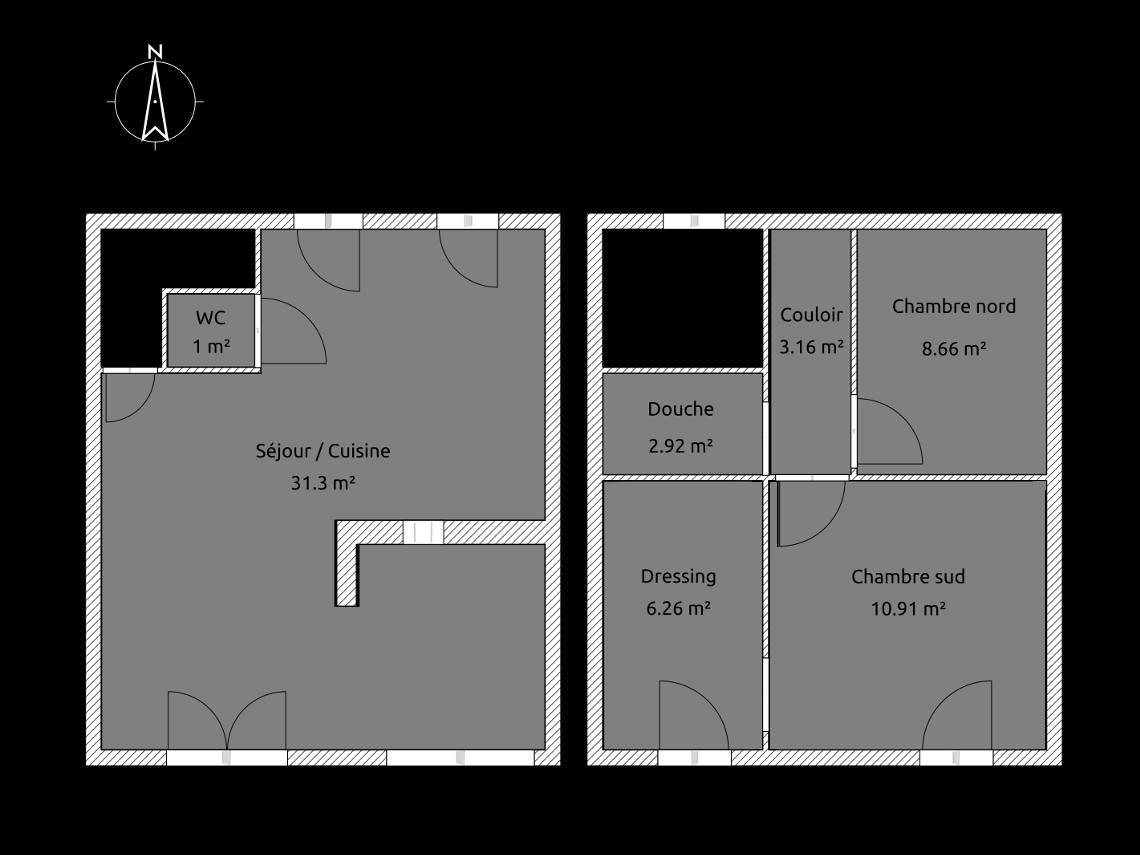 N
WC
1 m²
Séjour / Cuisine
31.3 m²
Couloir
3.16 m²
Chambre nord
8.66 m²
Douche
2.92 m²
Dressing
6.26 m²
Chambre sud
10.91 m²